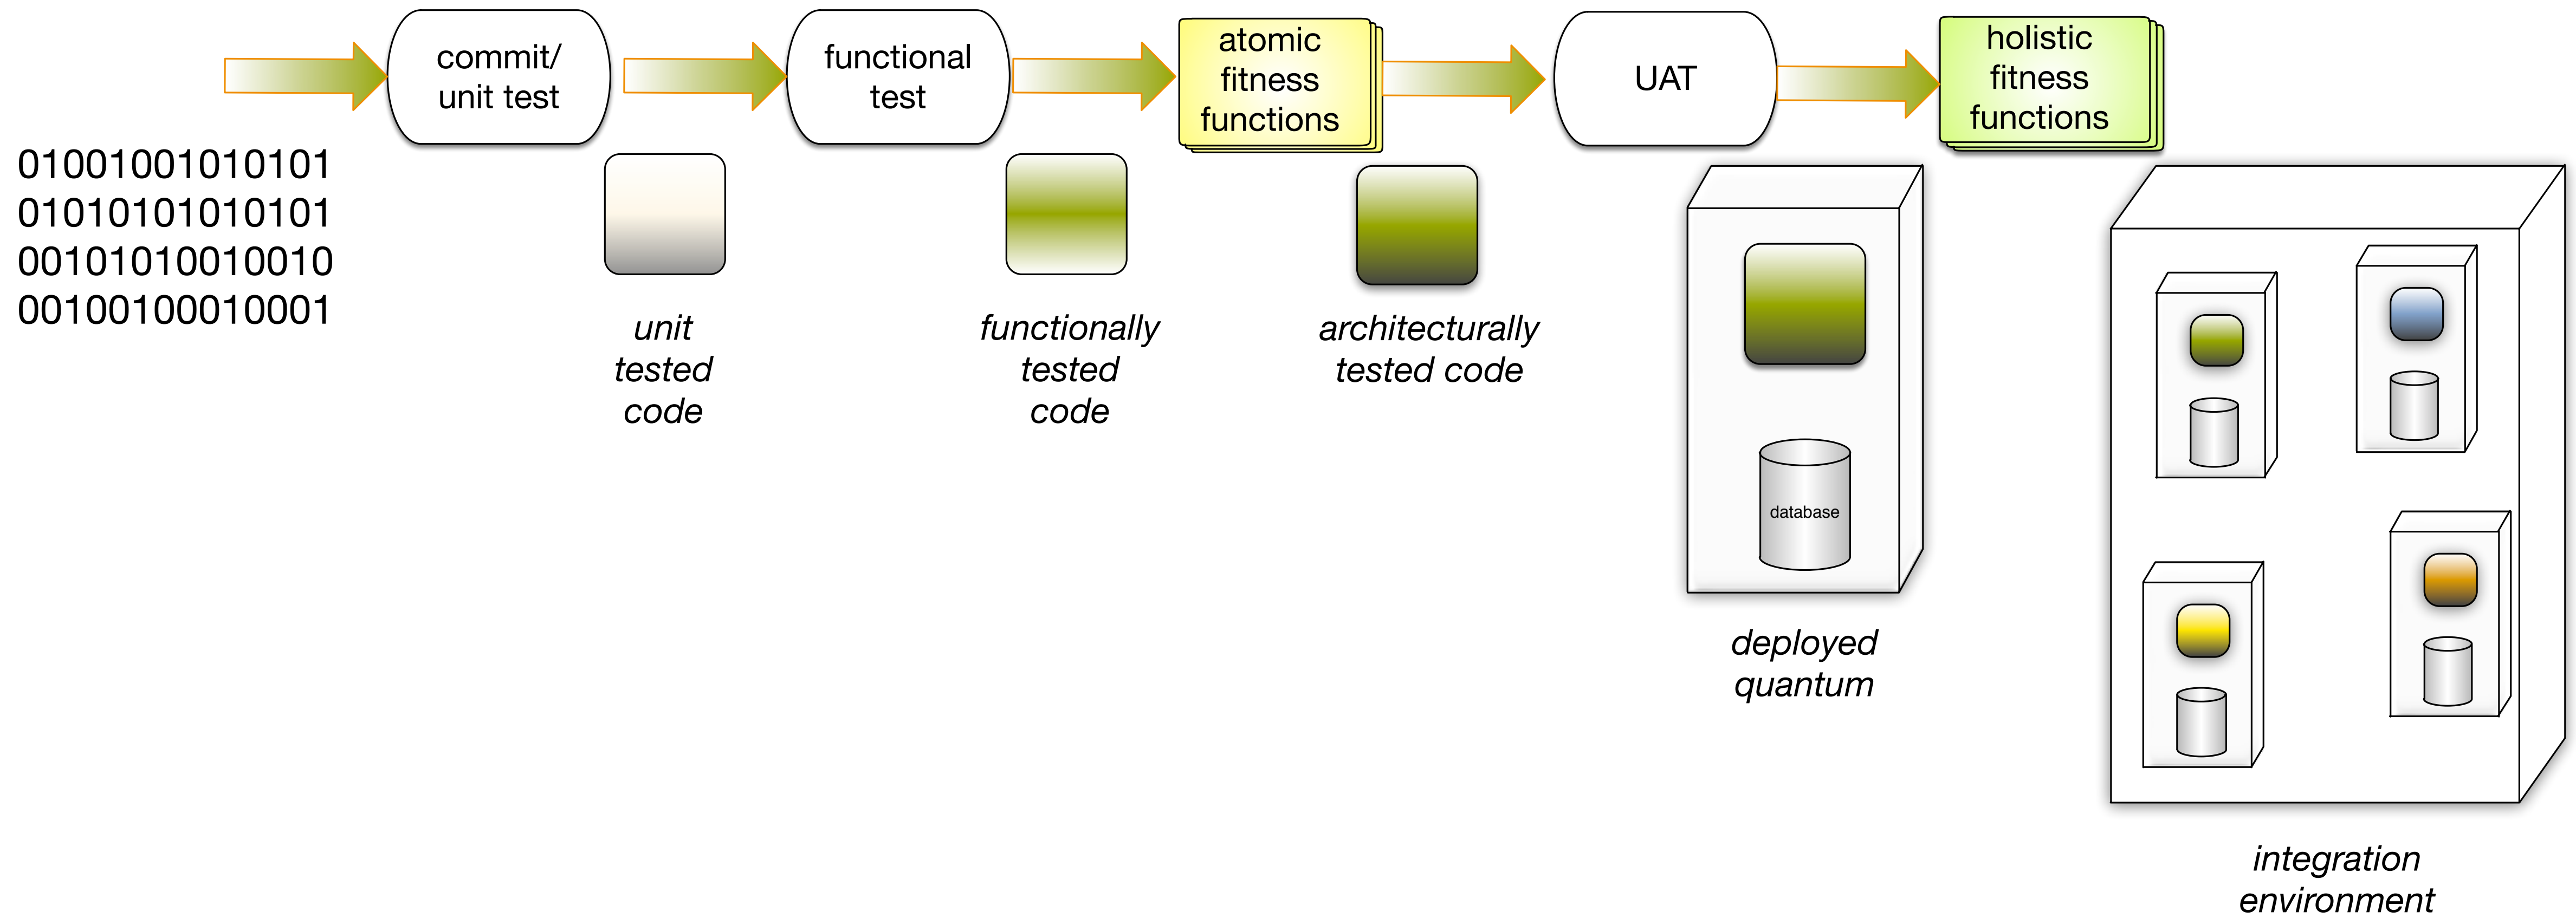 commit/
unit test
functional
test
atomic
fitness
functions
UAT
holistic
fitness
functions
01001001010101
01010101010101
00101010010010
00100100010001
unit
tested
code
functionally
tested
code
architecturally
tested code
database
deployed
quantum
integration
environment